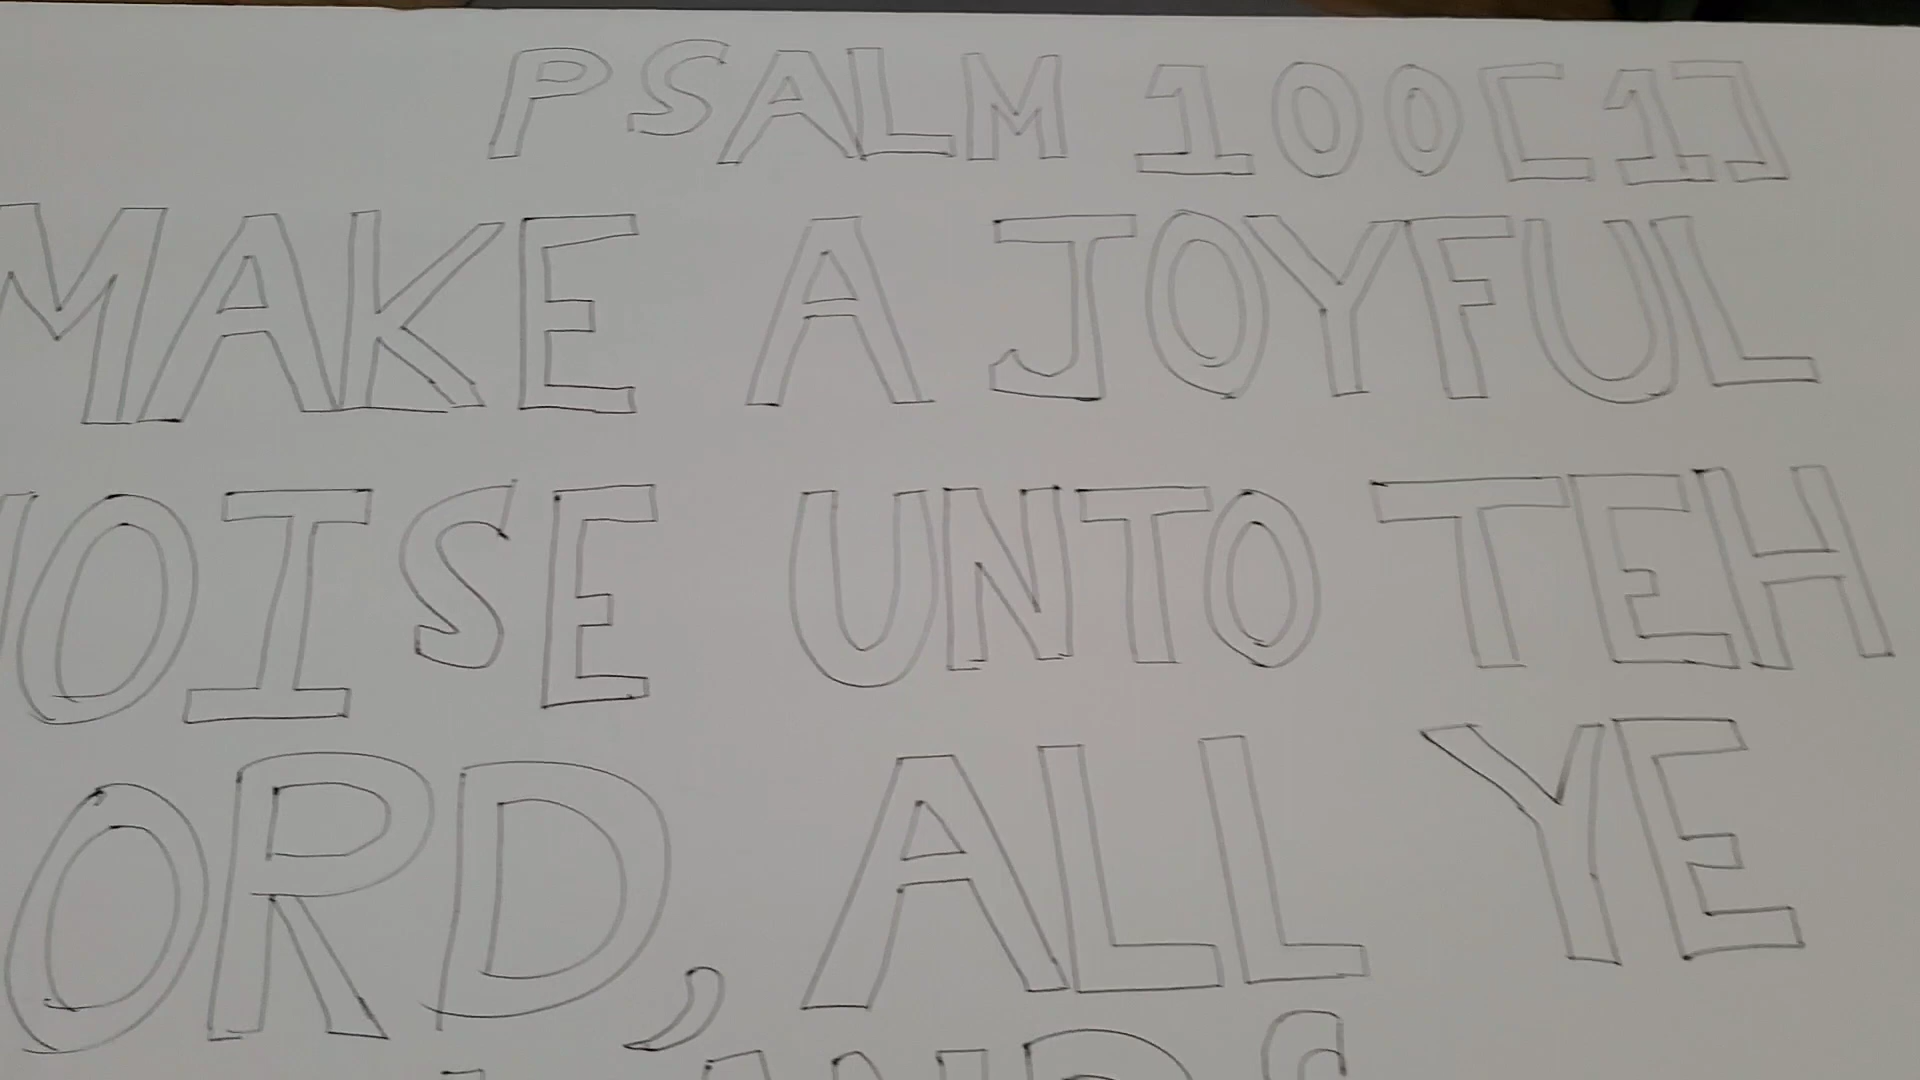 PSALM 100[1]
MAKE A JOYFUL
OISE UNTO TEH
ORD, ALL YE